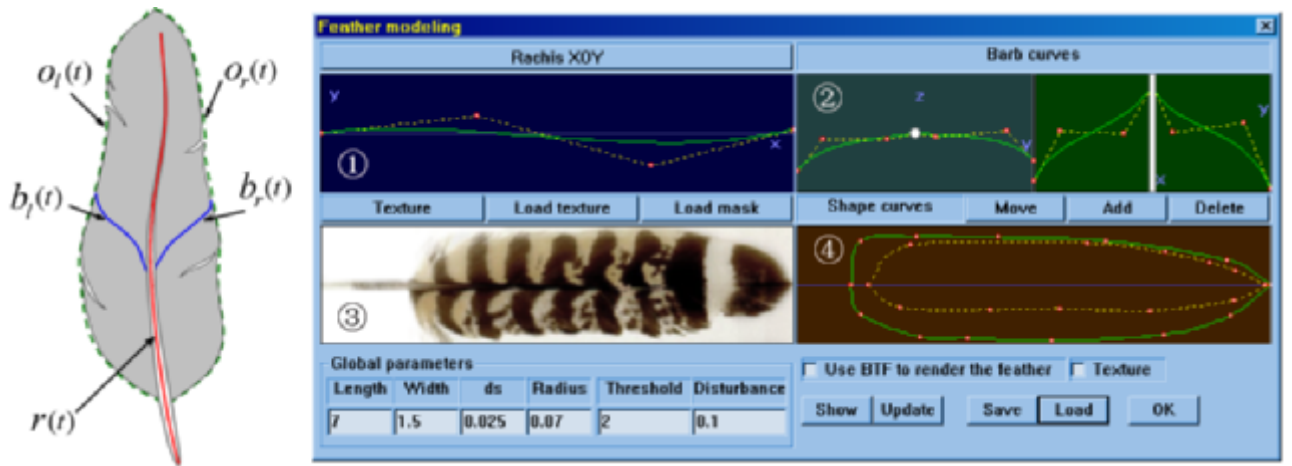 o_l(t)
o_r(t)
b_l(t)
b_r(t)
r(t)
Feather modeling
Rachis XOY
Barb curves
y
x
①
②
z
y
y
x
Texture Load texture Load mask
Shape curves Move Add Delete
③
④
Global parameters
Length Width ds Radius Threshold Disturbance
7 1.5 0.025 0.07 2 0.1
Use BTF to render the feather Texture
Show Update Save Load OK